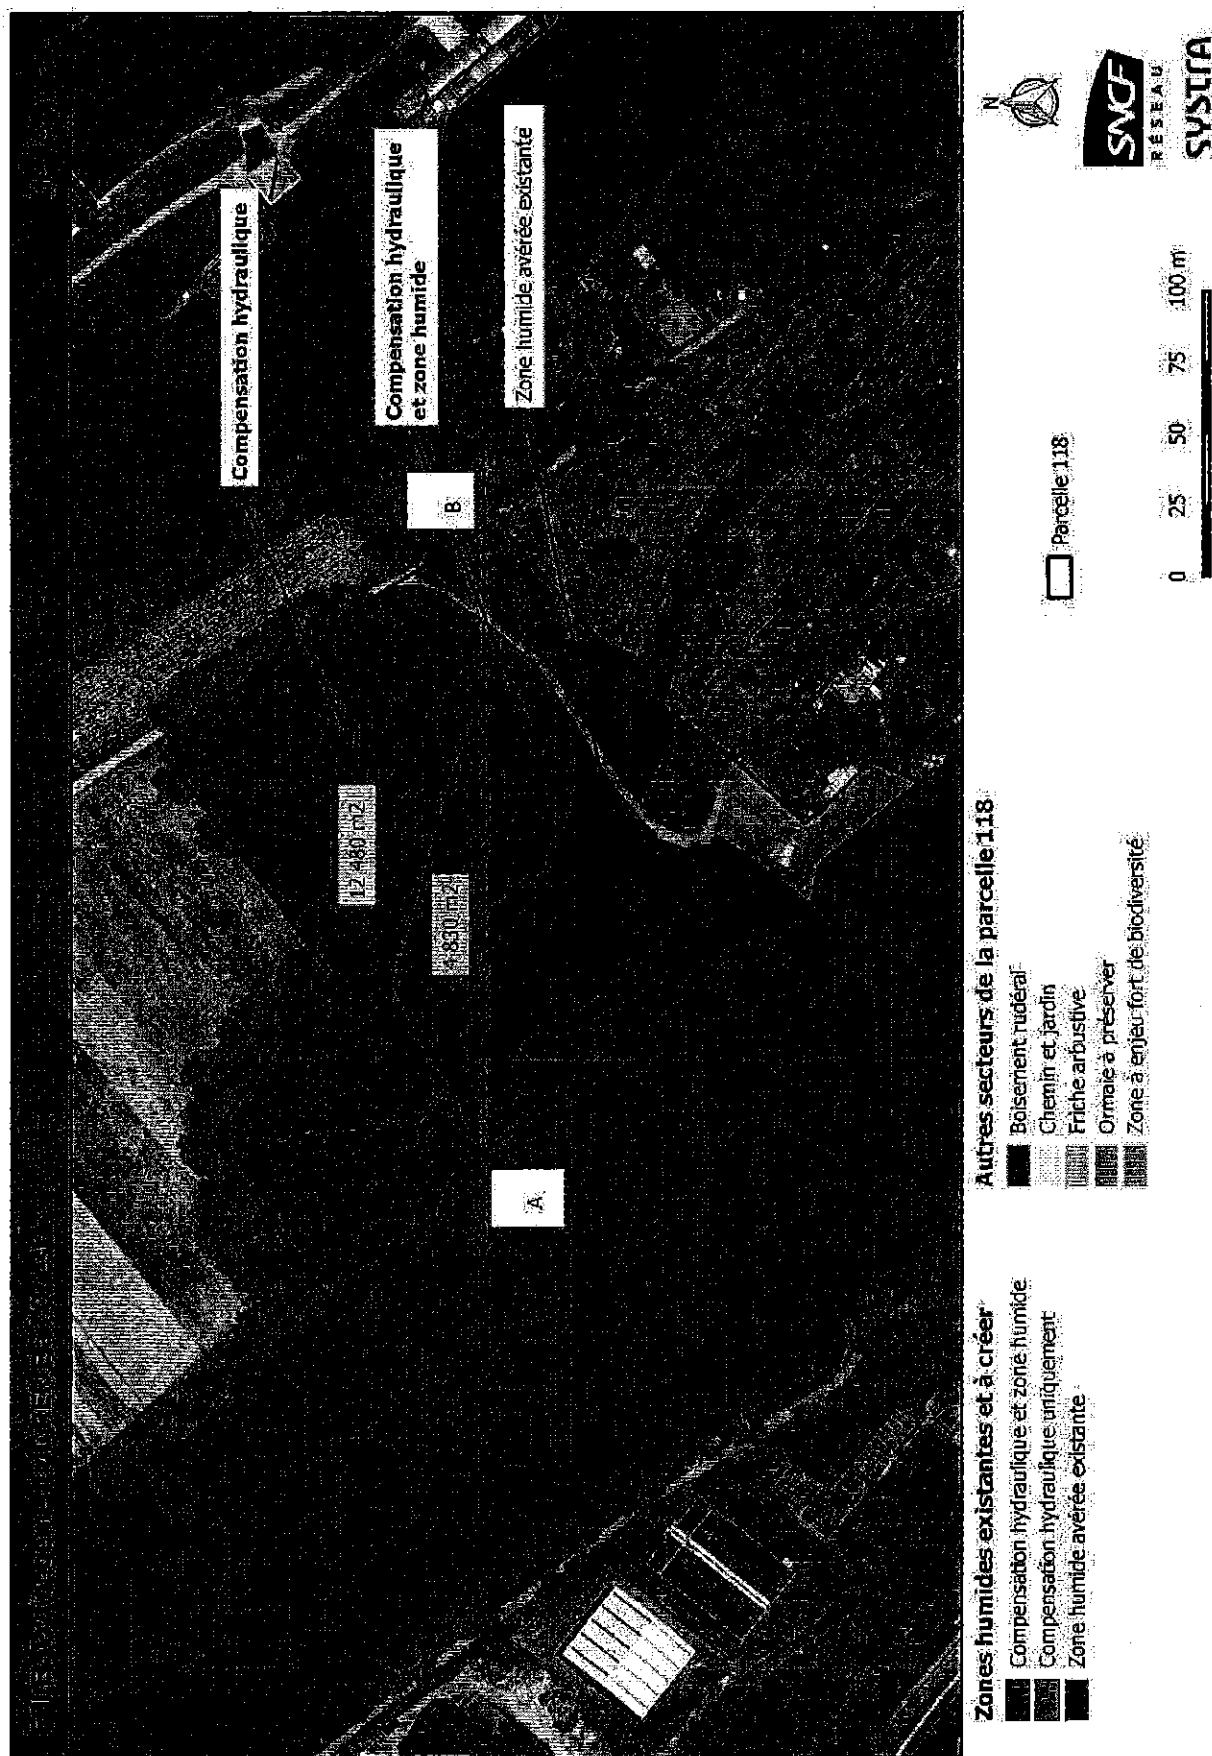 Compensation hydraulique
Compensation hydraulique
et zone humide
Zone humide avérée existante
B
12 480 m2
830 m2
A
Zones humides existantes et à créer
Compensation hydraulique et zone humide
Compensation hydraulique uniquement
Zone humide avérée existante
Autres secteurs de la parcelle 118
Boisement rudéral
Chemin et jardin
Friche arbustive
Ormaie à préserver
Zone à enjeu fort de biodiversité
Parcelle 118
0 25 50 75 100 m
N
SNCF
RÉSEAU
SYSTRA